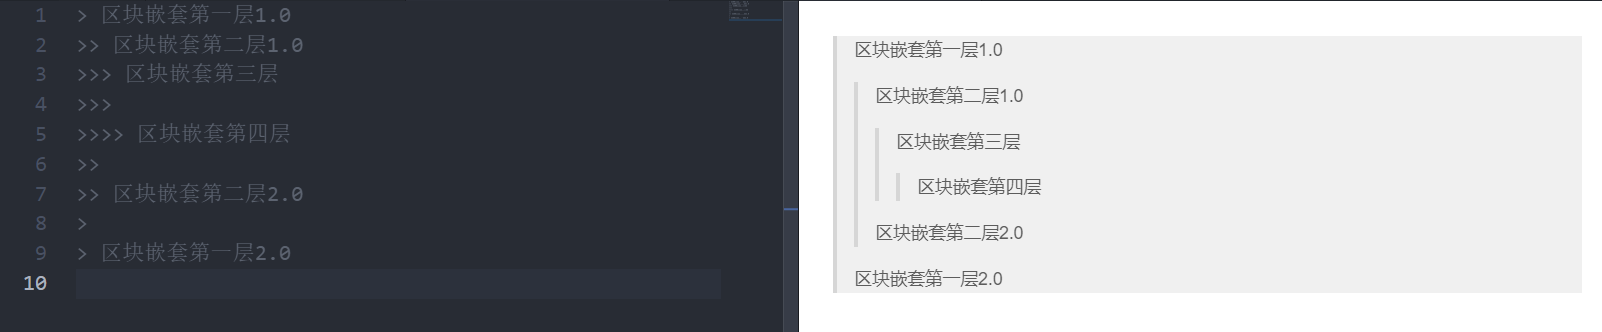 1 > 区块嵌套第一层1.0
2 >> 区块嵌套第二层1.0
3 >>> 区块嵌套第三层
4 >>>
5 >>>> 区块嵌套第四层
6 >>
7 >> 区块嵌套第二层2.0
8 >
9 > 区块嵌套第一层2.0
10
区块嵌套第一层1.0
区块嵌套第二层1.0
区块嵌套第三层
区块嵌套第四层
区块嵌套第二层2.0
区块嵌套第一层2.0